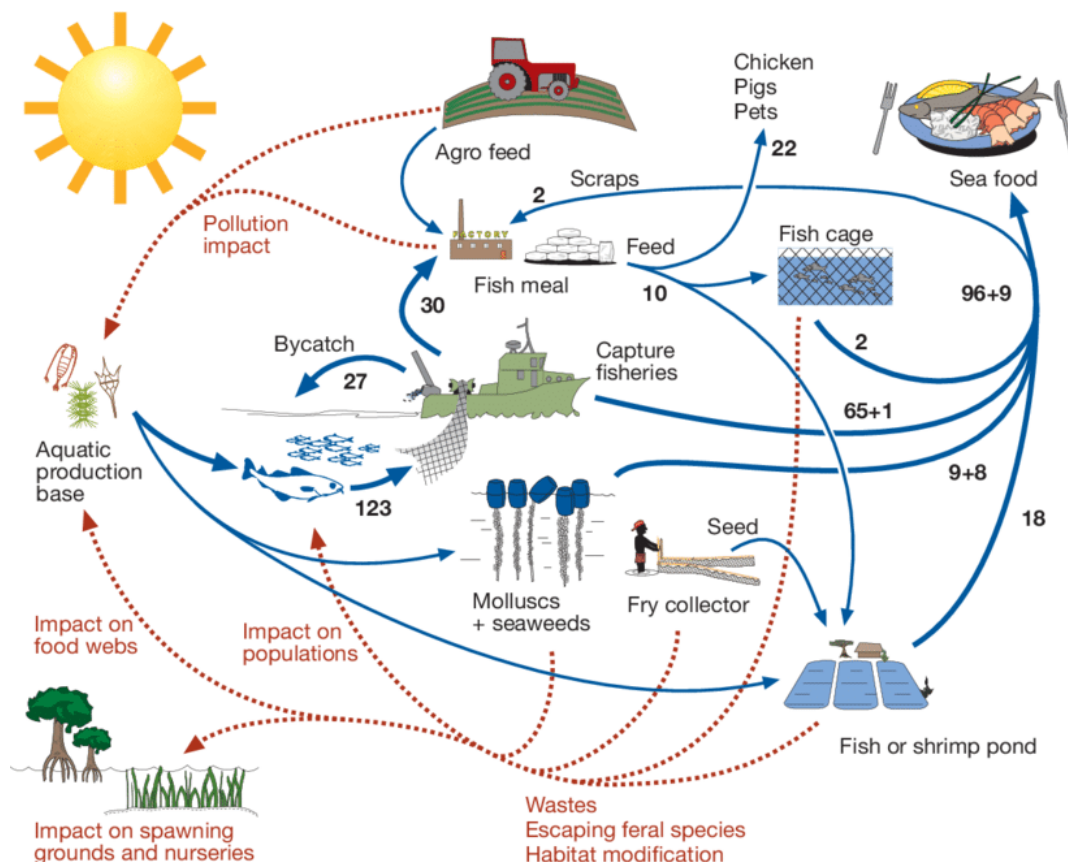 Chicken
Pigs
Pets
22
Agro feed
Scraps
2
Sea food
Pollution
impact
FACTORY
Feed
Fish cage
Fish meal
10
96+9
30
Bycatch
27
Capture
fisheries
2
65+1
Aquatic
production
base
123
9+8
18
Seed
Molluscs
+ seaweeds
Fry collector
Impact on
food webs
Impact on
populations
Fish or shrimp pond
Impact on spawning
grounds and nurseries
Wastes
Escaping feral species
Habitat modification